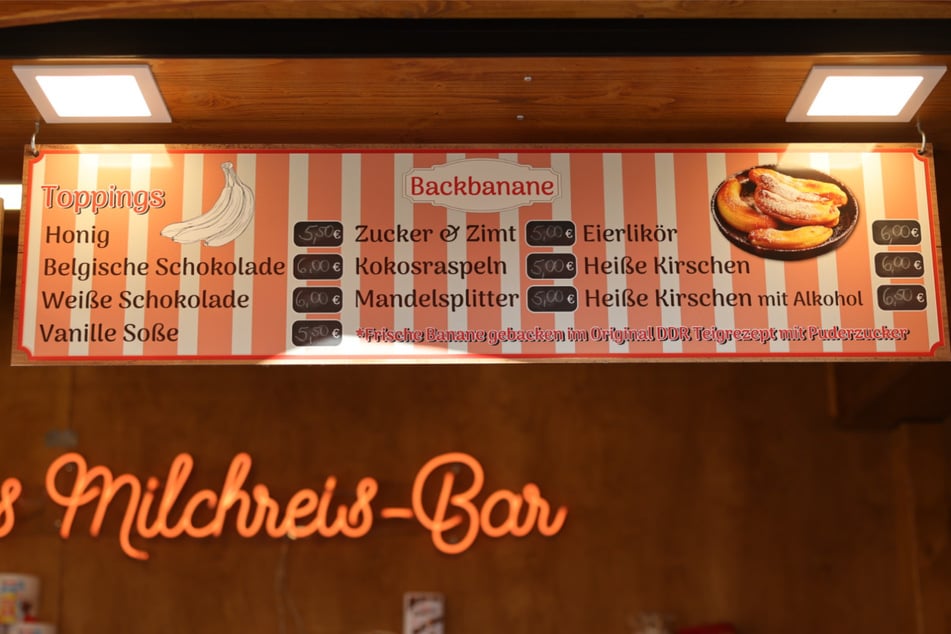 Backbanane
Toppings
Honig 5,50€
Belgische Schokolade 6,00€
Weiße Schokolade 6,00€
Vanille Soße 5,50€
Zucker & Zimt 5,00€
Kokosraspeln 5,00€
Mandelsplitter 5,00€
Eierlikör 6,00€
Heiße Kirschen 6,00€
Heiße Kirschen mit Alkohol 6,50€
*Frische Banane gebacken im Original DDR Teigrezept mit Puderzucker
s Milchreis-Bar